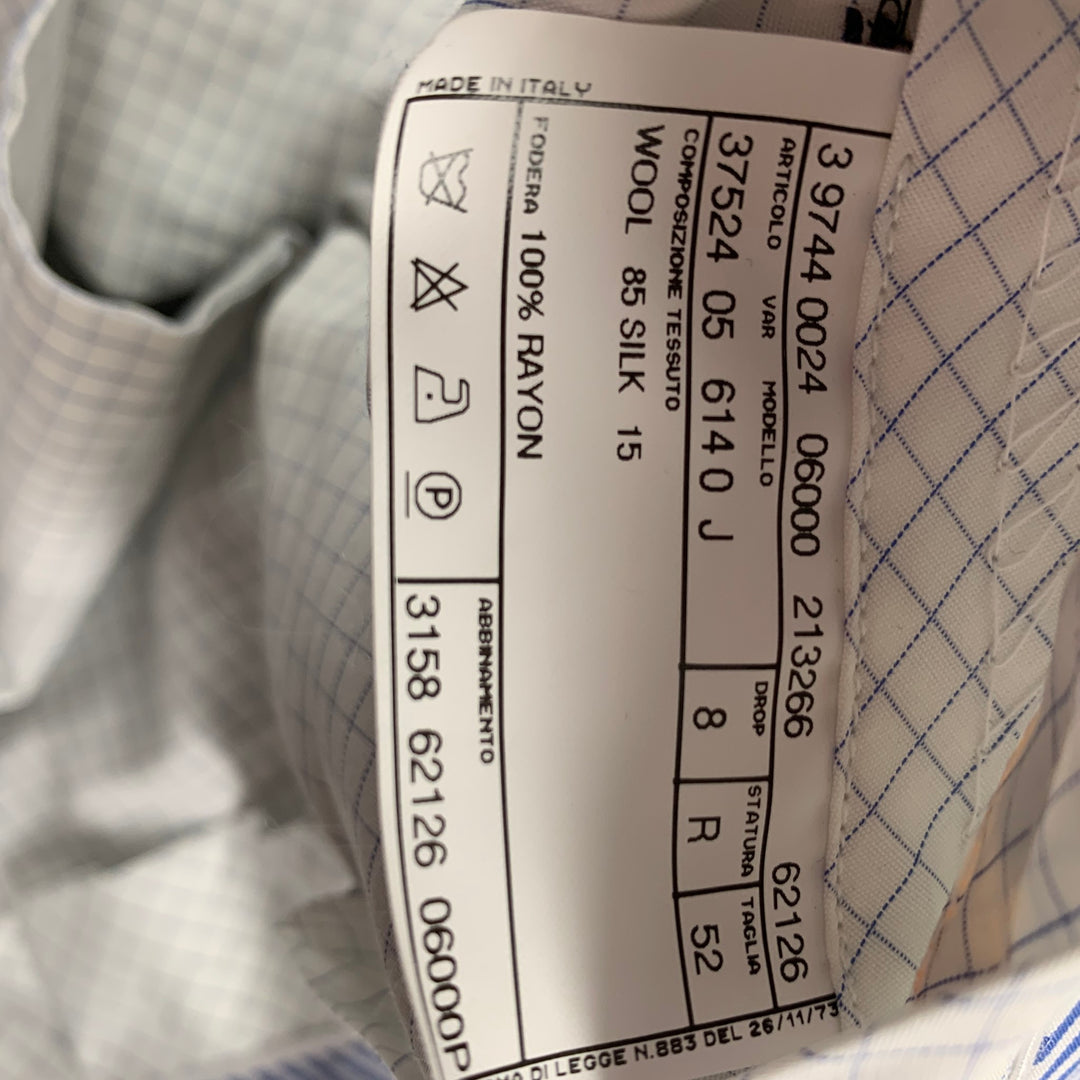 MADE IN ITALY
3 9744 0024 06000 213266 62126
ARTICOLO VAR MODELLO DROP STATURA TAGLIA
37524 05 6140 J 8 R 52
COMPOSIZIONE TESSUTO
WOOL 85 SILK 15
FODERA 100% RAYON
P
ABBINAMENTO
3158 62126 06000P
DI LEGGE N.883 DEL 26/11/73